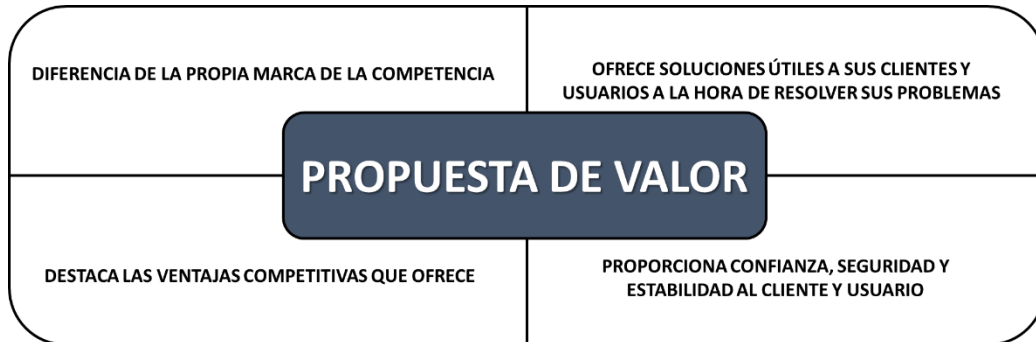 DIFERENCIA DE LA PROPIA MARCA DE LA COMPETENCIA
OFRECE SOLUCIONES ÚTILES A SUS CLIENTES Y
USUARIOS A LA HORA DE RESOLVER SUS PROBLEMAS
PROPUESTA DE VALOR
DESTACA LAS VENTAJAS COMPETITIVAS QUE OFRECE
PROPORCIONA CONFIANZA, SEGURIDAD Y
ESTABILIDAD AL CLIENTE Y USUARIO